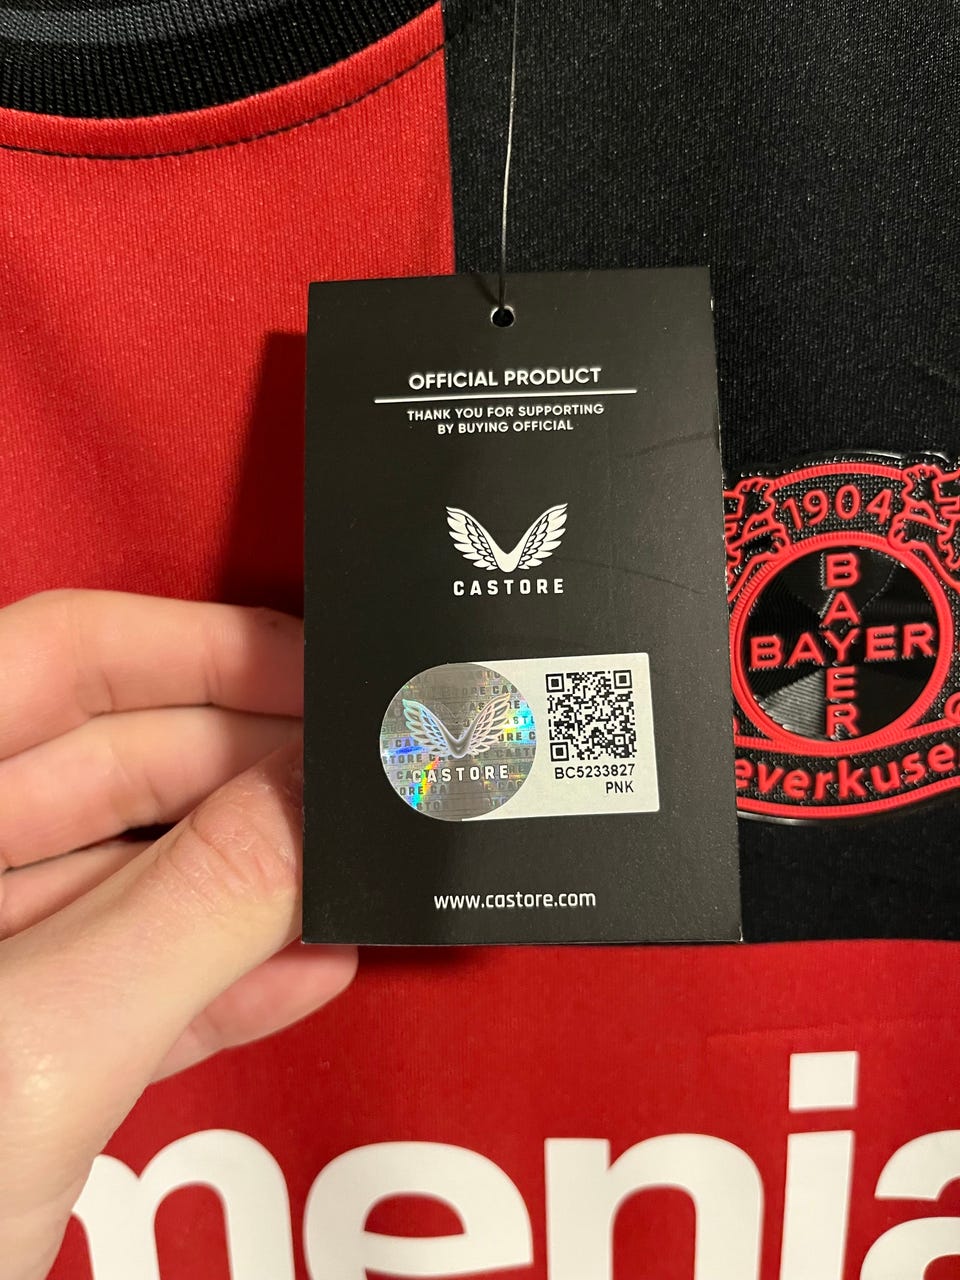 OFFICIAL PRODUCT
THANK YOU FOR SUPPORTING
BY BUYING OFFICIAL
CASTORE
CASTORE
BC5233827
PNK
www.castore.com
1904
BAYER
BAYER
everkuse
menia